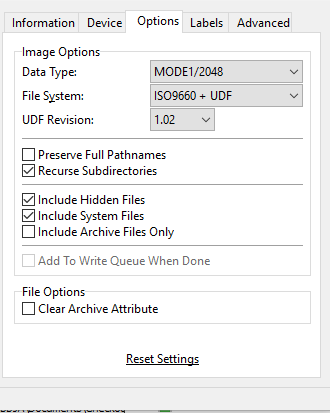 Information Device Options Labels Advanced
Image Options
Data Type: MODE1/2048
File System: ISO9660 + UDF
UDF Revision: 1.02
Preserve Full Pathnames
Recurse Subdirectories
Include Hidden Files
Include System Files
Include Archive Files Only
Add To Write Queue When Done
File Options
Clear Archive Attribute
Reset Settings